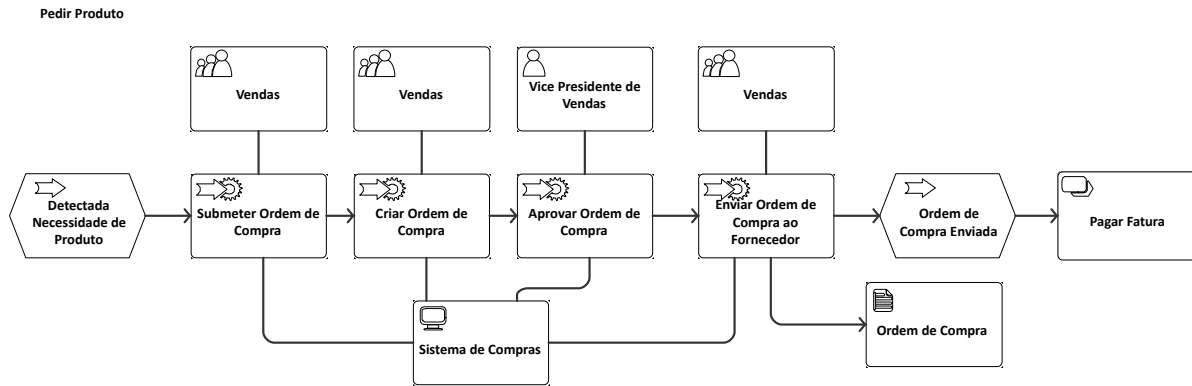 Pedir Produto
Vendas
Vendas
Vice Presidente de
Vendas
Vendas
Detectada
Necessidade de
Produto
Submeter Ordem de
Compra
Criar Ordem de
Compra
Aprovar Ordem de
Compra
Enviar Ordem de
Compra ao
Fornecedor
Ordem de
Compra Enviada
Pagar Fatura
Sistema de Compras
Ordem de Compra